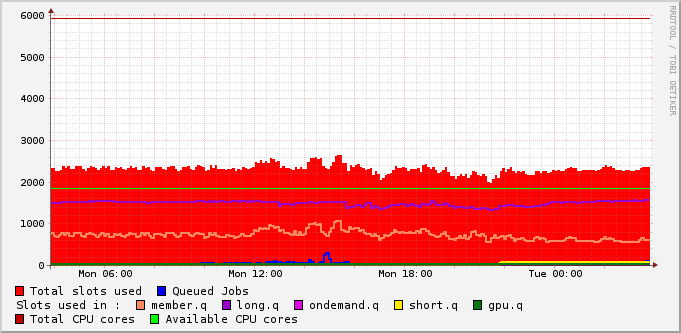 6000
5000
4000
3000
2000
1000
0
Mon 06:00 Mon 12:00 Mon 18:00 Tue 00:00
Total slots used Queued Jobs
Slots used in : member.q long.q ondemand.q short.q gpu.q
Total CPU cores Available CPU cores
RRDTOOL / TOBI OETIKER